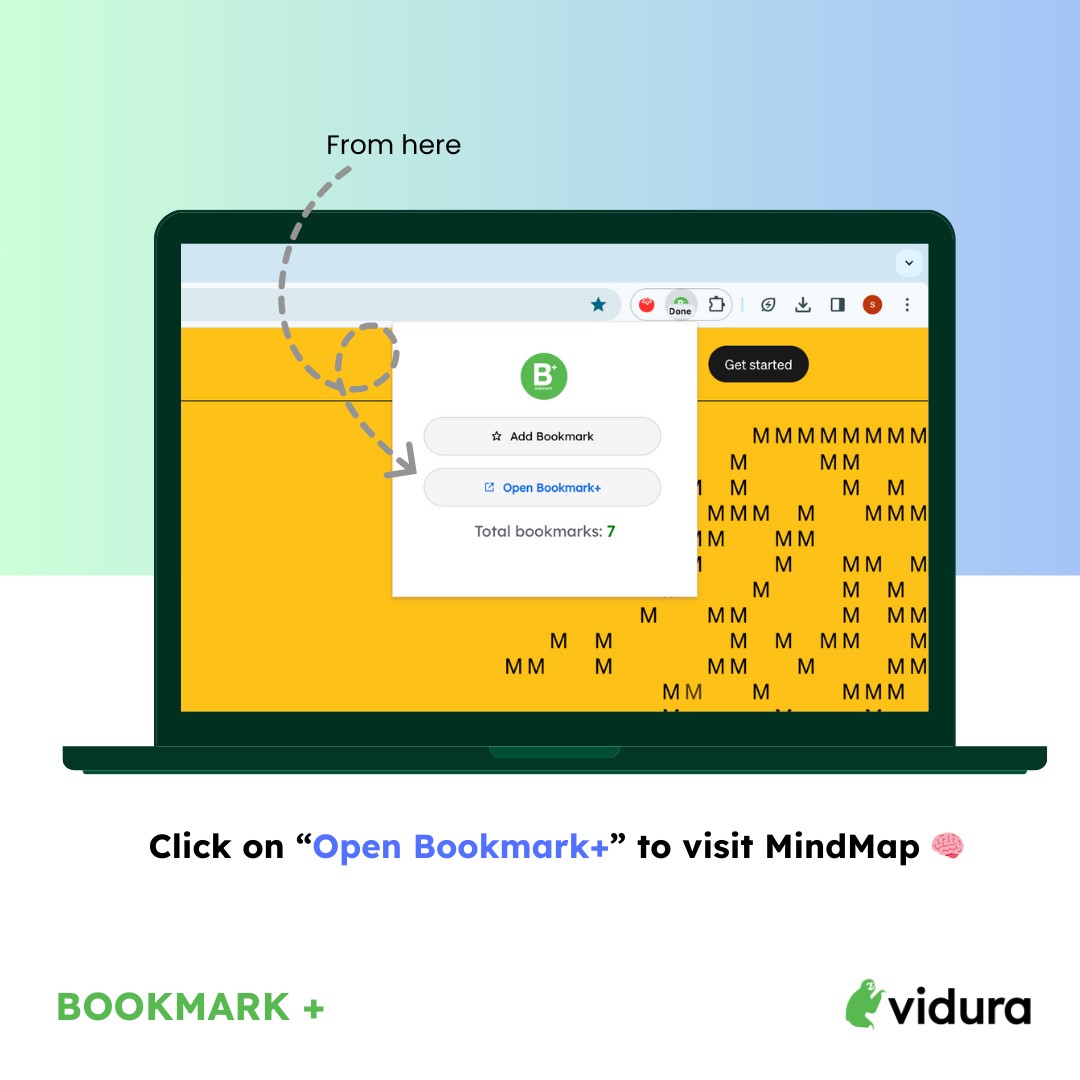 From here
S
Done
B+
Get started
Add Bookmark
Open Bookmark+
Total bookmarks: 7
M M M M M M M M
M M M
M M M
M M M M M M M
M M M
M M M M
M M M
M M M M M M
M M M M M M M
M M M M M M M M
M M M M M M
Click on “Open Bookmark+” to visit MindMap 🧠
BOOKMARK +
vidura